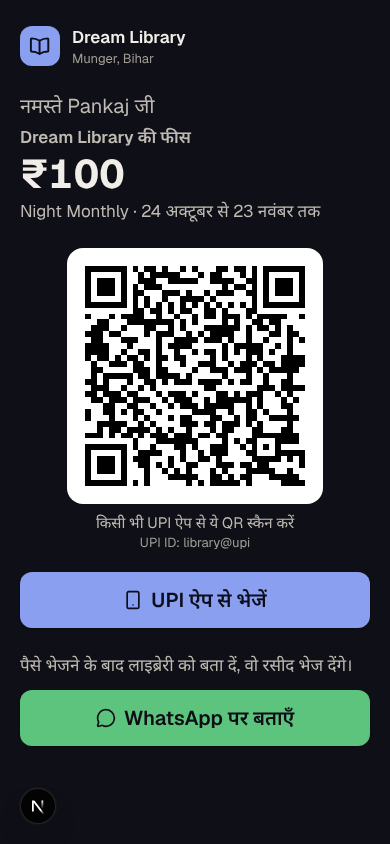 Dream Library
Munger, Bihar
नमस्ते Pankaj जी
Dream Library की फीस
₹100
Night Monthly · 24 अक्टूबर से 23 नवंबर तक
किसी भी UPI ऐप से ये QR स्कैन करें
UPI ID: library@upi
UPI ऐप से भेजें
पैसे भेजने के बाद लाइब्रेरी को बता दें, वो रसीद भेज देंगे।
WhatsApp पर बताएँ
N